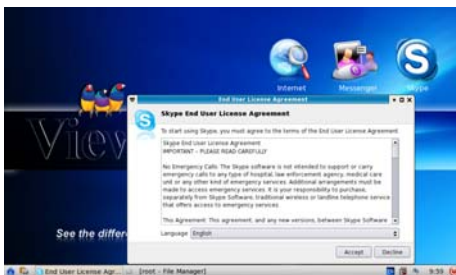 Internet
Messenger
Skype
End User License Agreement
Skype End User License Agreement
To start using Skype, you must agree to the terms of the End User License Agreement
Skype End User License Agreement
IMPORTANT - PLEASE READ CAREFULLY
No Emergency Calls: The Skype software is not intended to support or carry
emergency calls to any type of hospital, law enforcement agency, medical care
unit or any other kind of emergency services. Additional arrangements must be
made to access emergency services. It is your responsibility to purchase,
separately from Skype Software, traditional wireless or landline telephone service
that offers access to emergency services
This Agreement: This agreement, and any new versions, between Skype Software
Language English
Accept
Decline
View
See the differ
End User License Agr...
[root - File Manager]
9:59